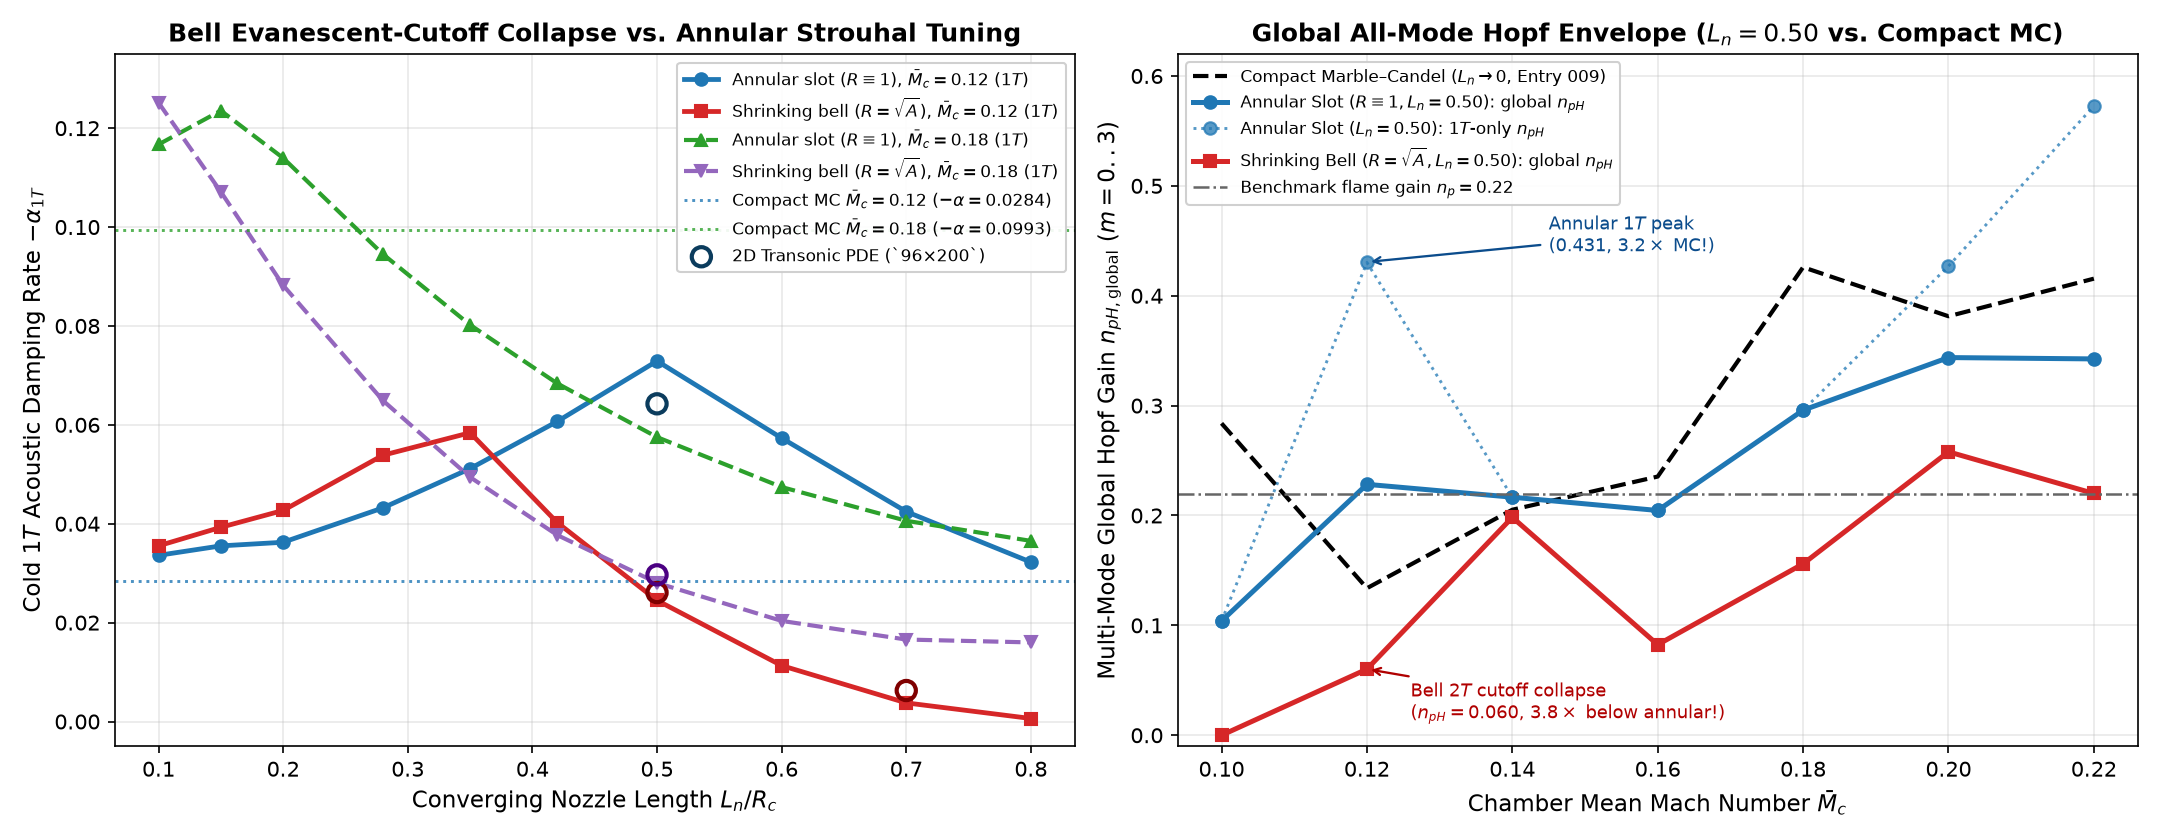 Bell Evanescent-Cutoff Collapse vs. Annular Strouhal Tuning
Cold 1T Acoustic Damping Rate −α1T
0.12
0.10
0.08
0.06
0.04
0.02
0.00
Annular slot (R ≡ 1), M̄c = 0.12 (1T)
Shrinking bell (R = √A), M̄c = 0.12 (1T)
Annular slot (R ≡ 1), M̄c = 0.18 (1T)
Shrinking bell (R = √A), M̄c = 0.18 (1T)
Compact MC M̄c = 0.12 (−α = 0.0284)
Compact MC M̄c = 0.18 (−α = 0.0993)
2D Transonic PDE (`96×200`)
0.1 0.2 0.3 0.4 0.5 0.6 0.7 0.8
Converging Nozzle Length Ln/Rc
Global All-Mode Hopf Envelope (Ln = 0.50 vs. Compact MC)
Multi-Mode Global Hopf Gain npH, global (m = 0. . 3)
0.6
0.5
0.4
0.3
0.2
0.1
0.0
Compact Marble–Candel (Ln → 0, Entry 009)
Annular Slot (R ≡ 1, Ln = 0.50): global npH
Annular Slot (Ln = 0.50): 1T-only npH
Shrinking Bell (R = √A, Ln = 0.50): global npH
Benchmark flame gain np = 0.22
Annular 1T peak
(0.431, 3.2× MC!)
Bell 2T cutoff collapse
(npH = 0.060, 3.8× below annular!)
0.10 0.12 0.14 0.16 0.18 0.20 0.22
Chamber Mean Mach Number M̄c